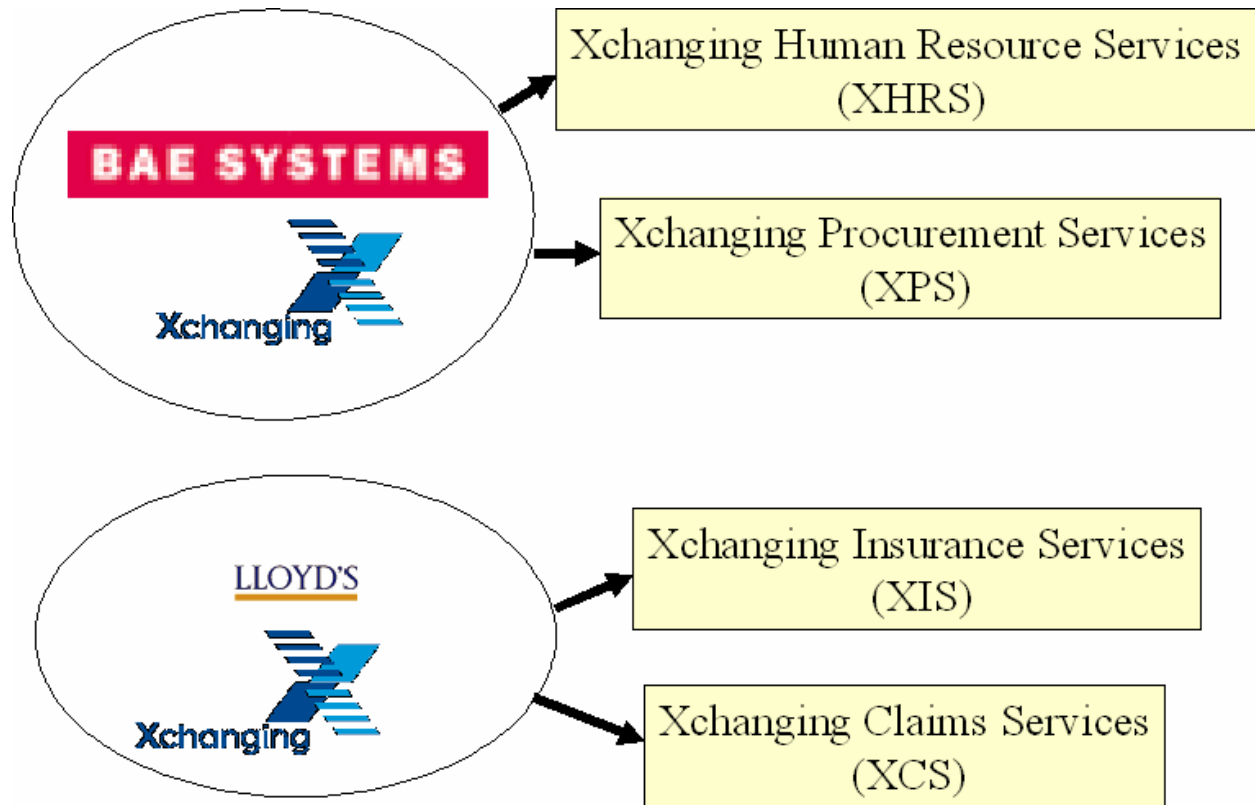 Xchanging Human Resource Services
(XHRS)
BAE SYSTEMS
Xchanging Procurement Services
(XPS)
Xchanging
Xchanging Insurance Services
(XIS)
LLOYD'S
Xchanging
Xchanging Claims Services
(XCS)